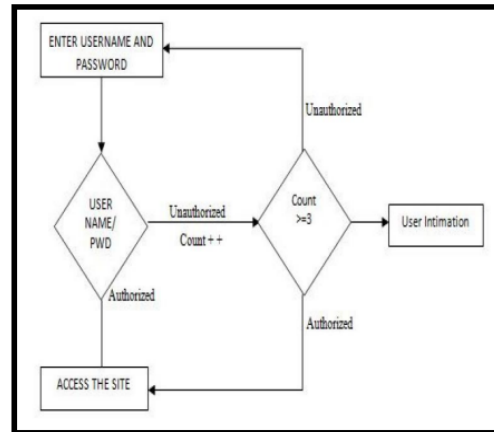 ENTER USERNAME AND
PASSWORD
Unauthorized
USER
NAME/
PWD
Unauthorized
Count + +
Count
>=3
User Intimation
Authorized
Authorized
ACCESS THE SITE